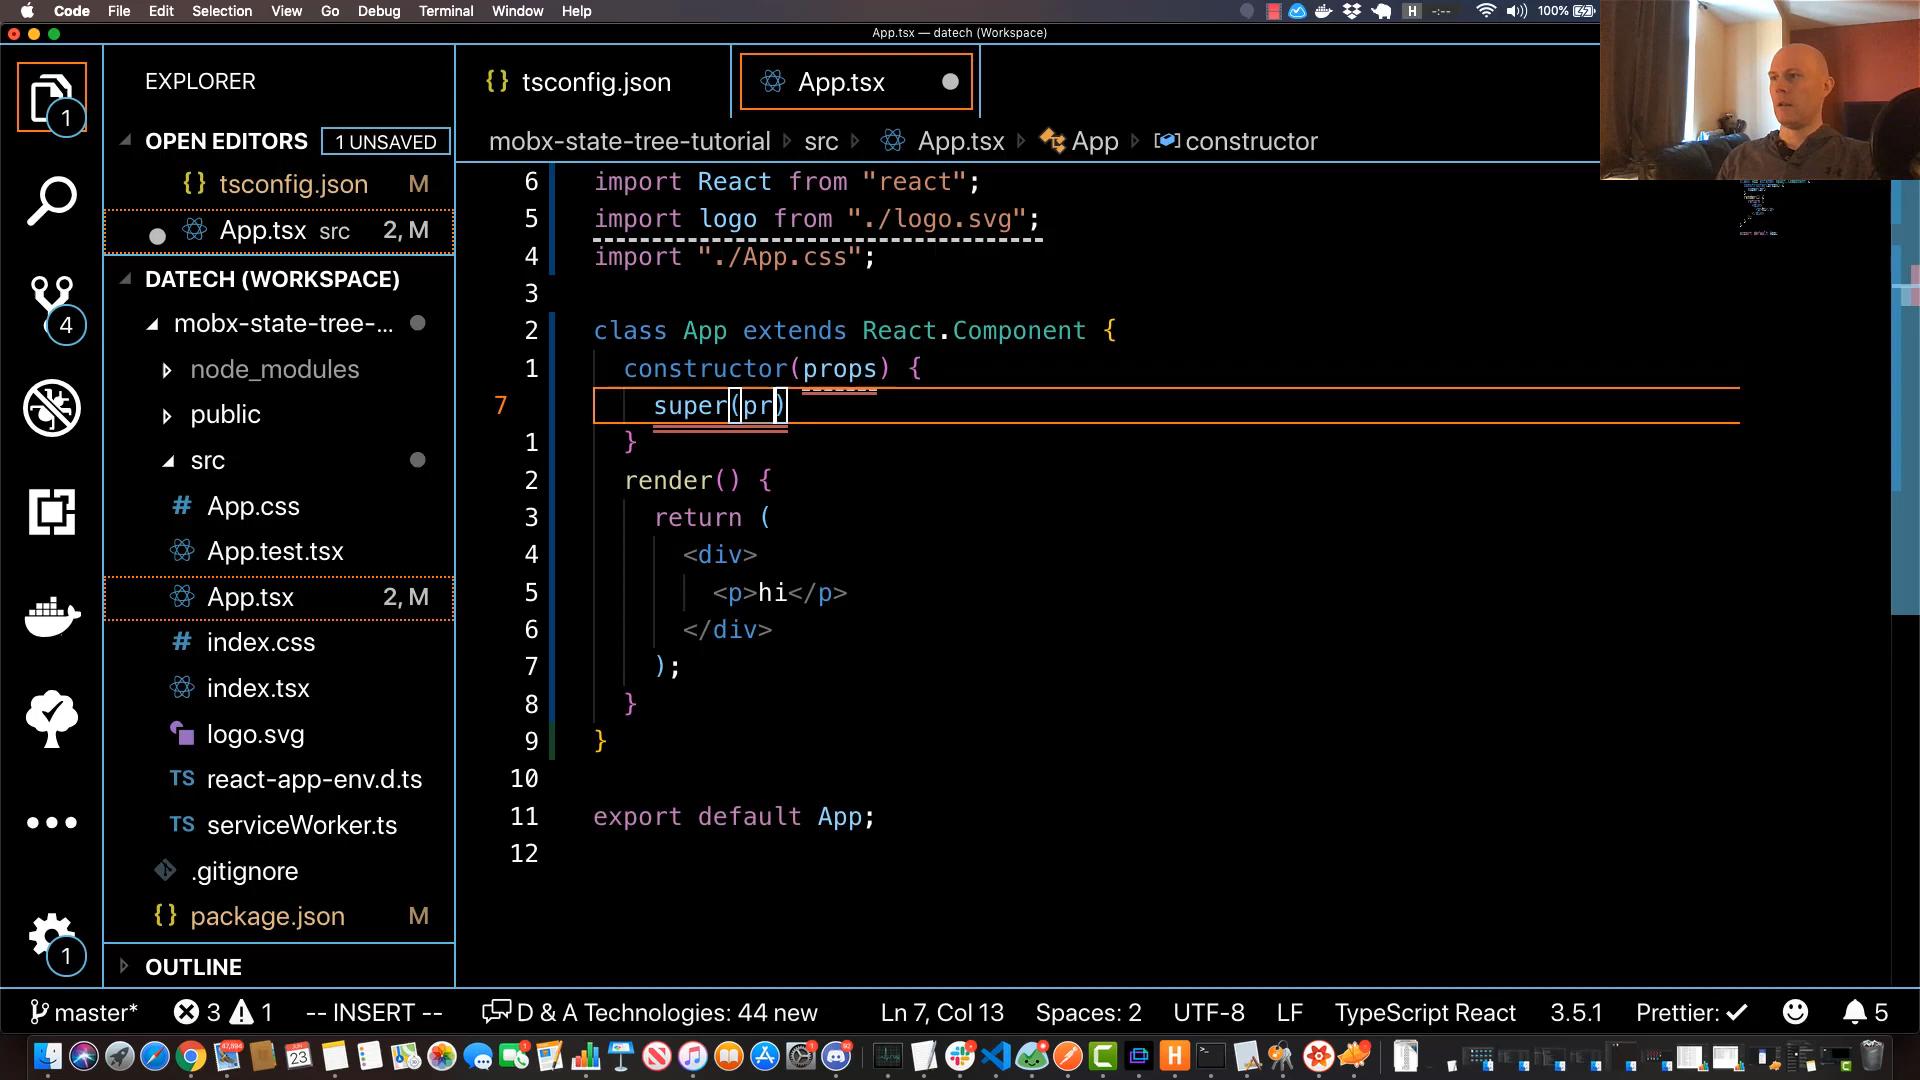 Code File Edit Selection View Go Debug Terminal Window Help 100%
App.tsx — datech (Workspace)
EXPLORER
OPEN EDITORS 1 UNSAVED
{} tsconfig.json M
App.tsx src 2, M
DATECH (WORKSPACE)
mobx-state-tree-...
node_modules
public
src
# App.css
App.test.tsx
App.tsx 2, M
# index.css
index.tsx
logo.svg
TS react-app-env.d.ts
TS serviceWorker.ts
.gitignore
{} package.json M
OUTLINE
1
4
1
{} tsconfig.json App.tsx
mobx-state-tree-tutorial src App.tsx App constructor
6 import React from "react";
5 import logo from "./logo.svg";
4 import "./App.css";
3
2 class App extends React.Component {
1 constructor(props) {
7 super(pr)
1 }
2 render() {
3 return (
4 <div>
5 <p>hi</p>
6 </div>
7 );
8 }
9 }
10
11 export default App;
12
master* 3 1 -- INSERT -- D & A Technologies: 44 new Ln 7, Col 13 Spaces: 2 UTF-8 LF TypeScript React 3.5.1 Prettier: 5